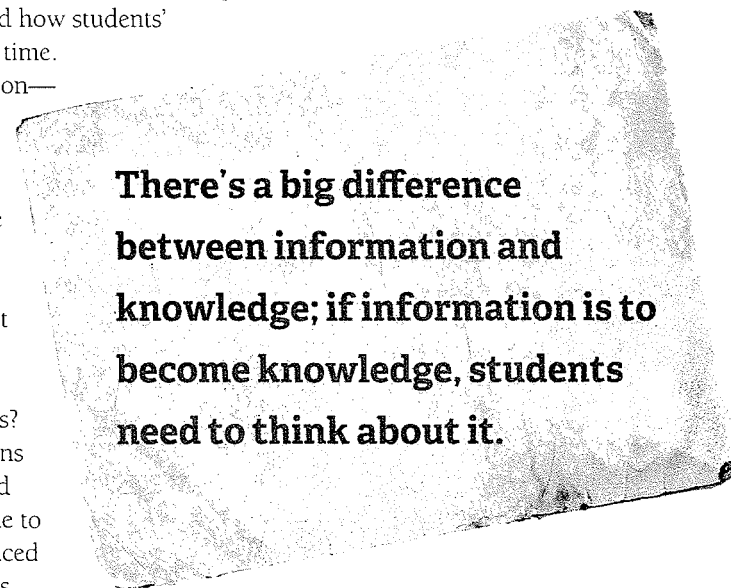 d how students'
time.
on—
There's a big difference
between information and
knowledge; if information is to
become knowledge, students
need to think about it.
t
s?
ns
d
e to
ced